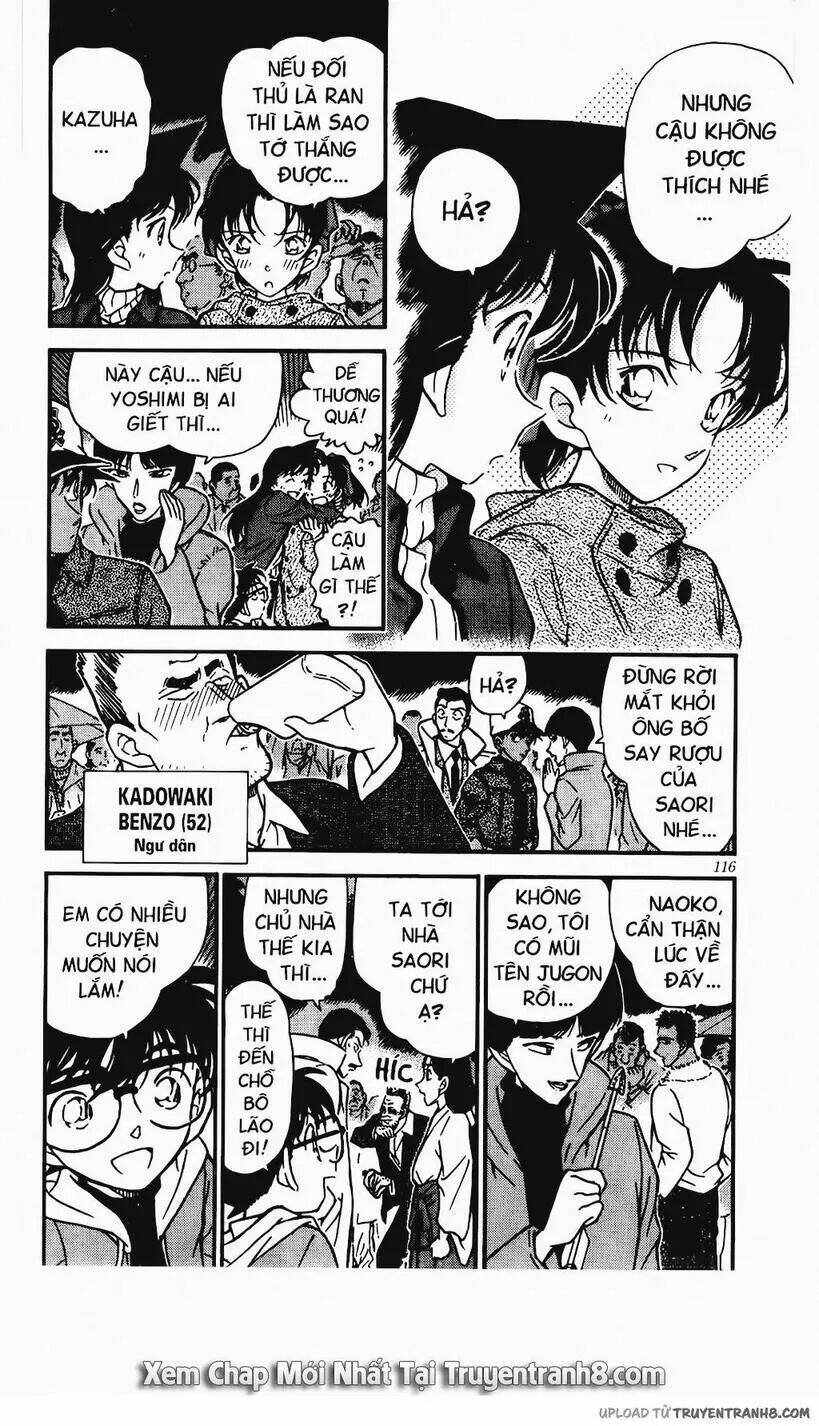 NHƯNG
CẬU KHÔNG
ĐƯỢC
THÍCH NHÉ
...
HẢ?
NẾU ĐỐI
THỦ LÀ RAN
THÌ LÀM SAO
TỚ THẮNG
ĐƯỢC...
KAZUHA
...
DỄ
THƯƠNG
QUÁ!
CẬU
LÀM
GÌ THẾ
?!
NÀY CẬU... NẾU
YOSHIMI BỊ AI
GIẾT THÌ...
ĐỪNG RỜI
MẮT KHỎI
ÔNG BỐ
SAY RƯỢU
CỦA
SAORI
NHÉ...
HẢ?
KADOWAKI
BENZO (52)
Ngư dân
116
NAOKO,
CẨN THẬN
LÚC VỀ
ĐẤY...
KHÔNG
SAO, TÔI
CÓ MŨI
TÊN JUGON
RỒI...
TA TỚI
NHÀ
SAORI
CHỨ
Ạ?
NHƯNG
CHỦ NHÀ
THẾ KIA
THÌ...
HÍC
THẾ
THÌ ĐẾN
CHỖ
BÔ
LÃO
ĐI!
EM CÓ NHIỀU
CHUYỆN
MUỐN NÓI
LẮM!
Xem Chap Mới Nhất Tại Truyentranh8.com
UPLOAD TỪ TRUYENTRANH8.COM